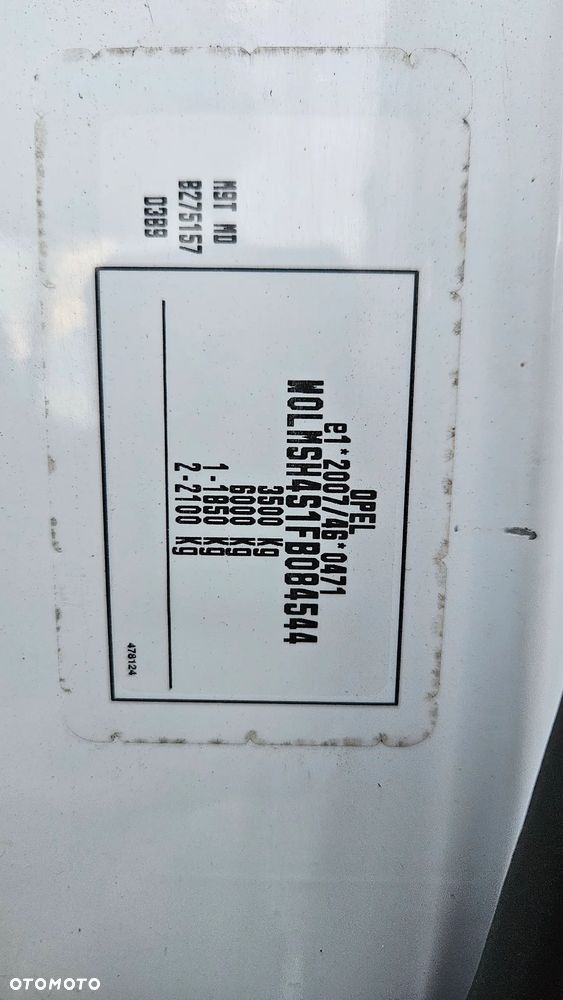 OPEL
e1*2007/46*0471
W0LMSH4S1FB084544
3500 kg
6000 kg
1-1850 kg
2-2100 kg
M9T MD
B275157
D389
478124
OTOMOTO